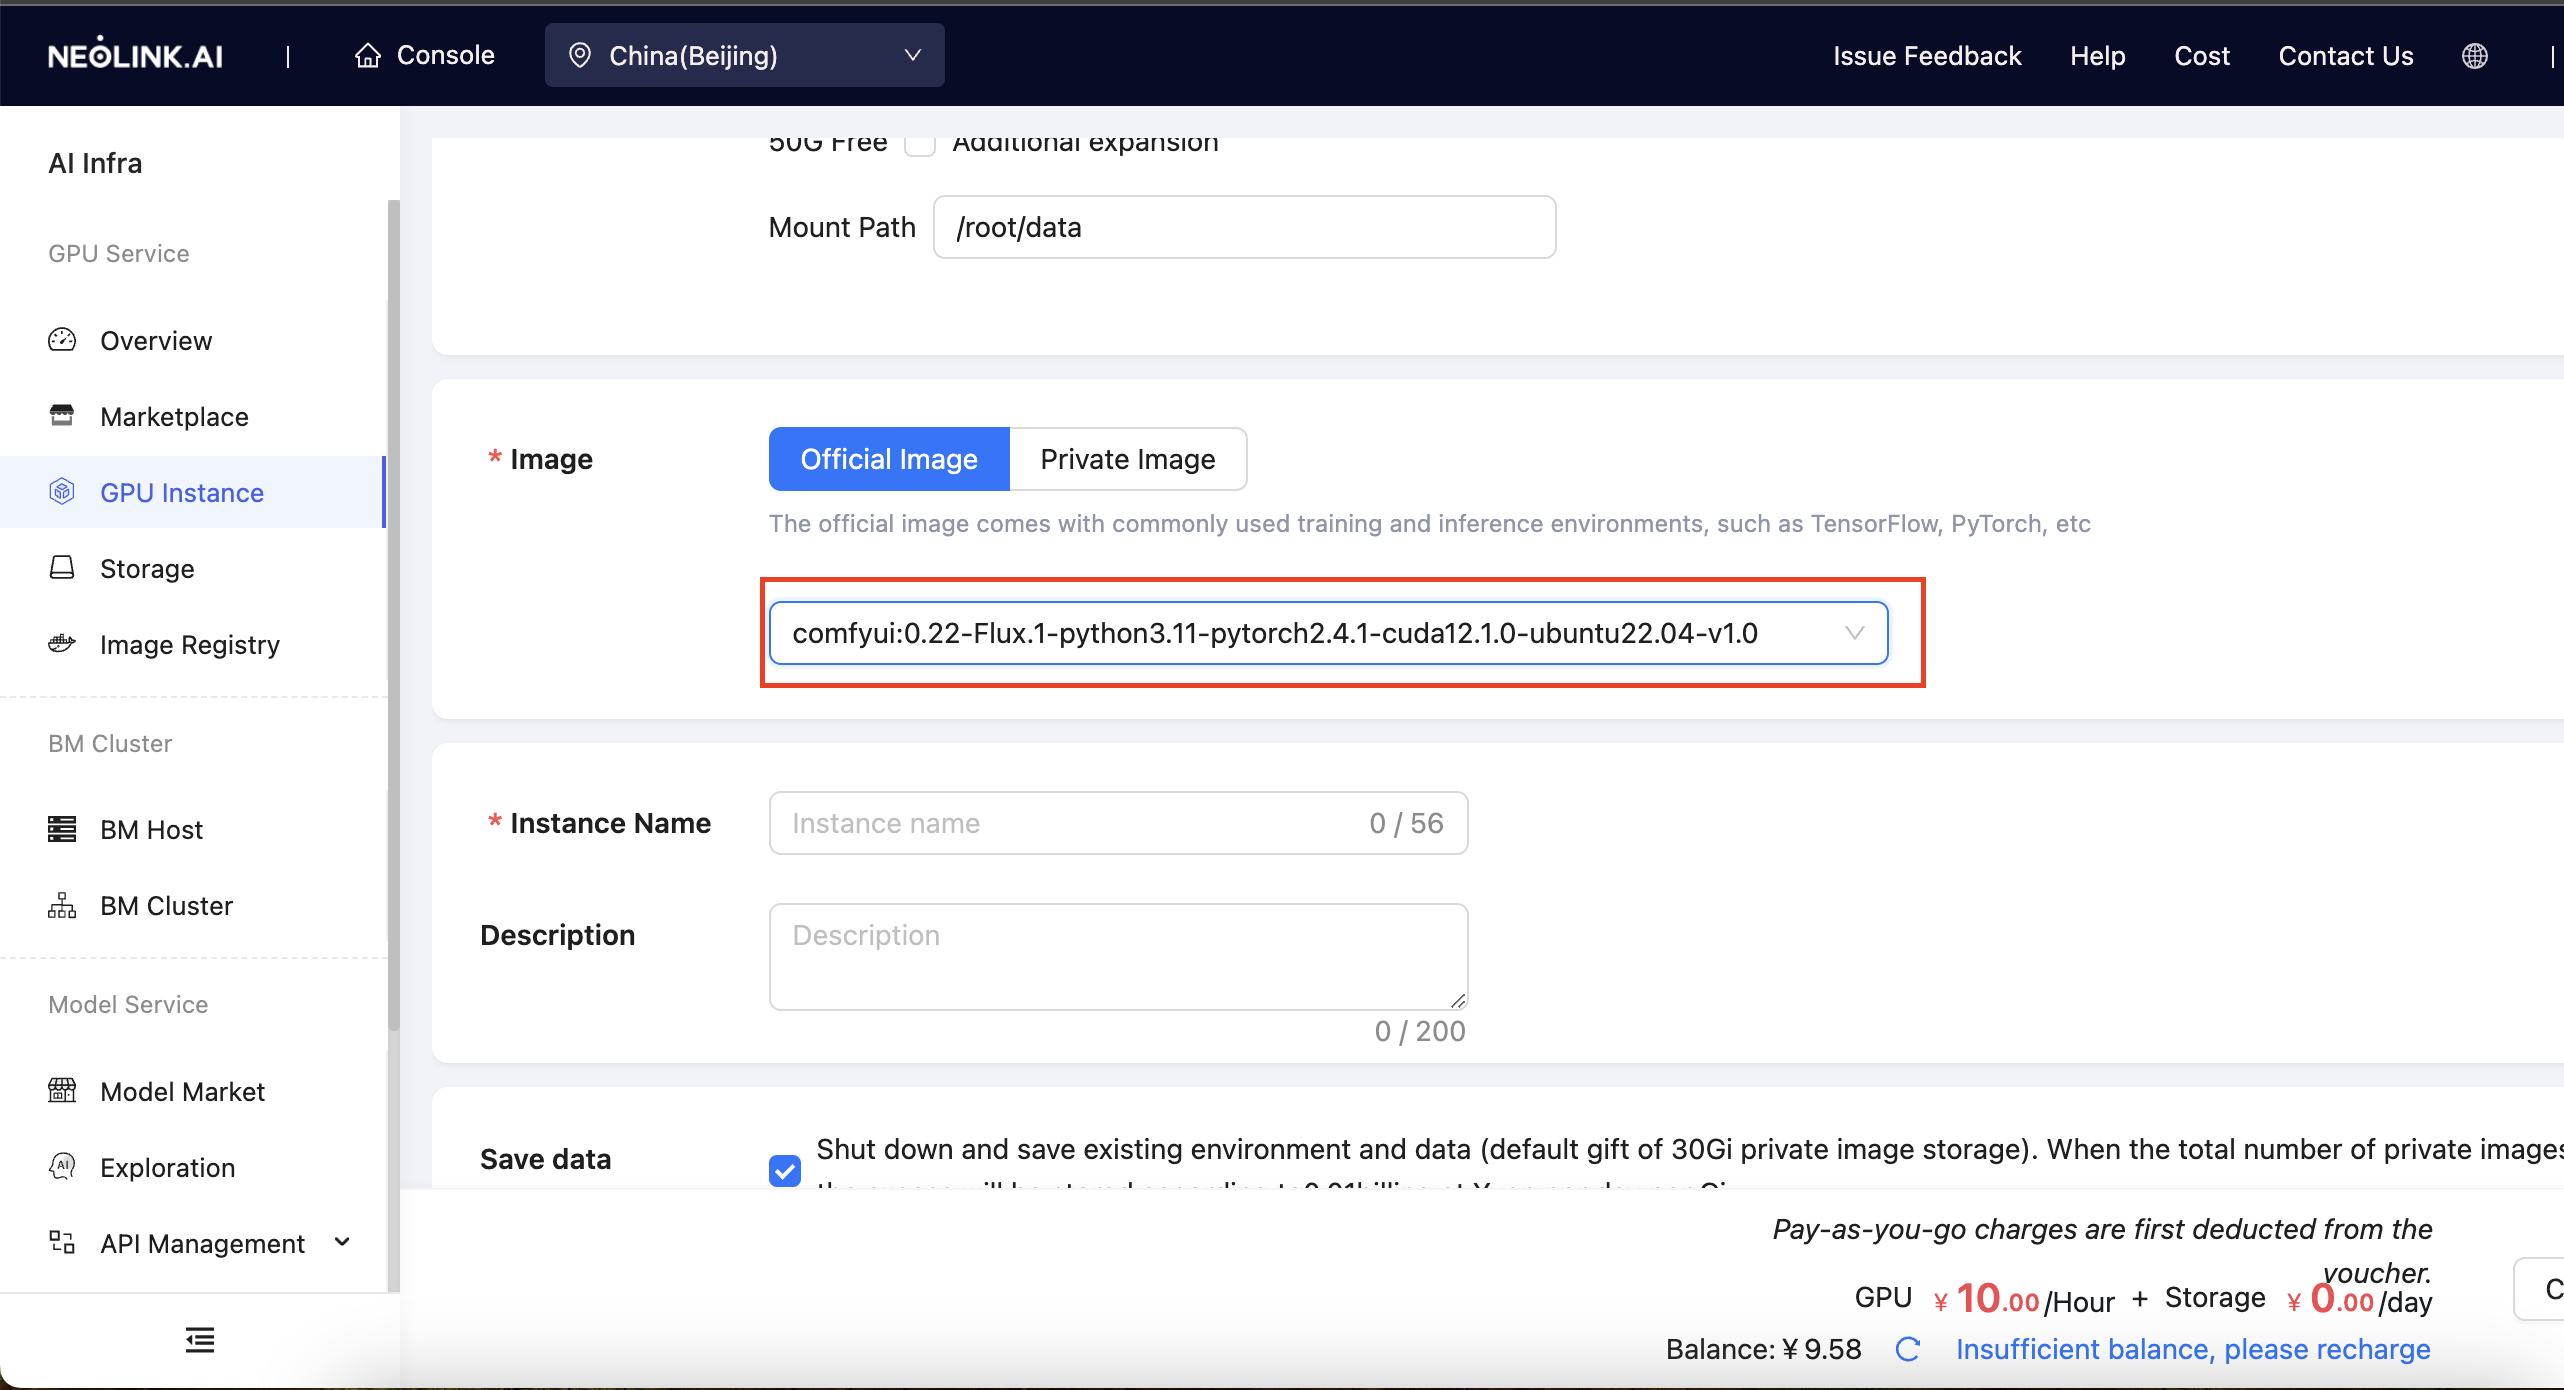 NEOLINK.AI | Console China(Beijing) Issue Feedback Help Cost Contact Us |
AI Infra
GPU Service
Overview
Marketplace
GPU Instance
Storage
Image Registry
BM Cluster
BM Host
BM Cluster
Model Service
Model Market
Exploration
API Management
50G Free Additional expansion
Mount Path /root/data
* Image Official Image Private Image
The official image comes with commonly used training and inference environments, such as TensorFlow, PyTorch, etc
comfyui:0.22-Flux.1-python3.11-pytorch2.4.1-cuda12.1.0-ubuntu22.04-v1.0
* Instance Name Instance name 0 / 56
Description Description
0 / 200
Save data Shut down and save existing environment and data (default gift of 30Gi private image storage). When the total number of private images
Pay-as-you-go charges are first deducted from the
voucher.
GPU ¥ 10.00 /Hour + Storage ¥ 0.00 /day
Balance: ¥ 9.58 Insufficient balance, please recharge